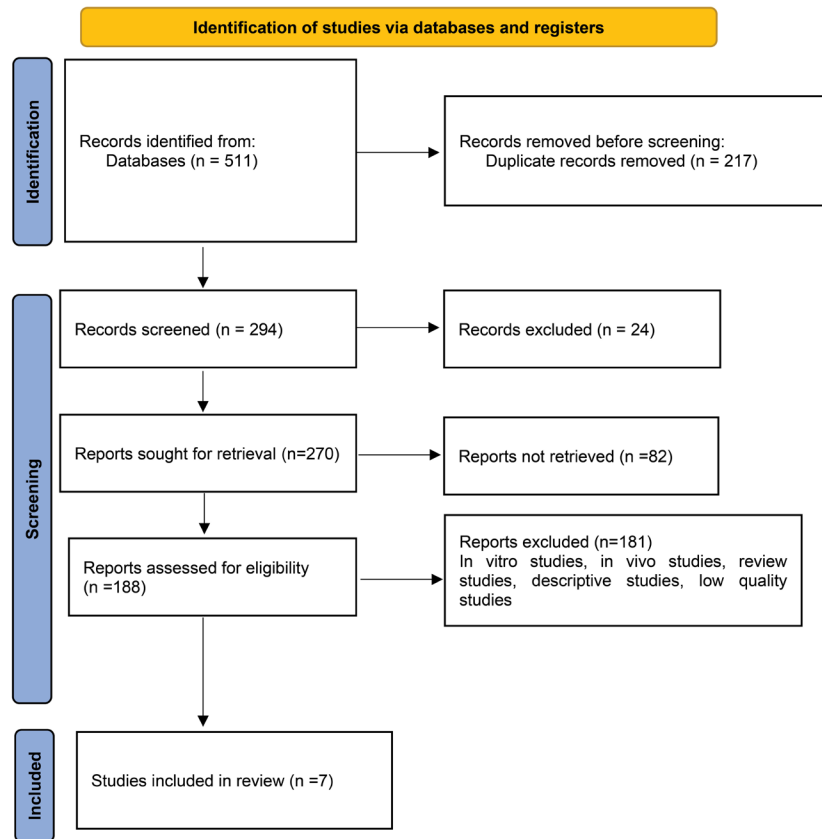 Identification of studies via databases and registers
Identification
Records identified from:
Databases (n = 511)
Records removed before screening:
Duplicate records removed (n = 217)
Screening
Records screened (n = 294)
Records excluded (n = 24)
Reports sought for retrieval (n=270)
Reports not retrieved (n =82)
Reports assessed for eligibility
(n =188)
Reports excluded (n=181)
In vitro studies, in vivo studies, review
studies, descriptive studies, low quality
studies
Included
Studies included in review (n =7)